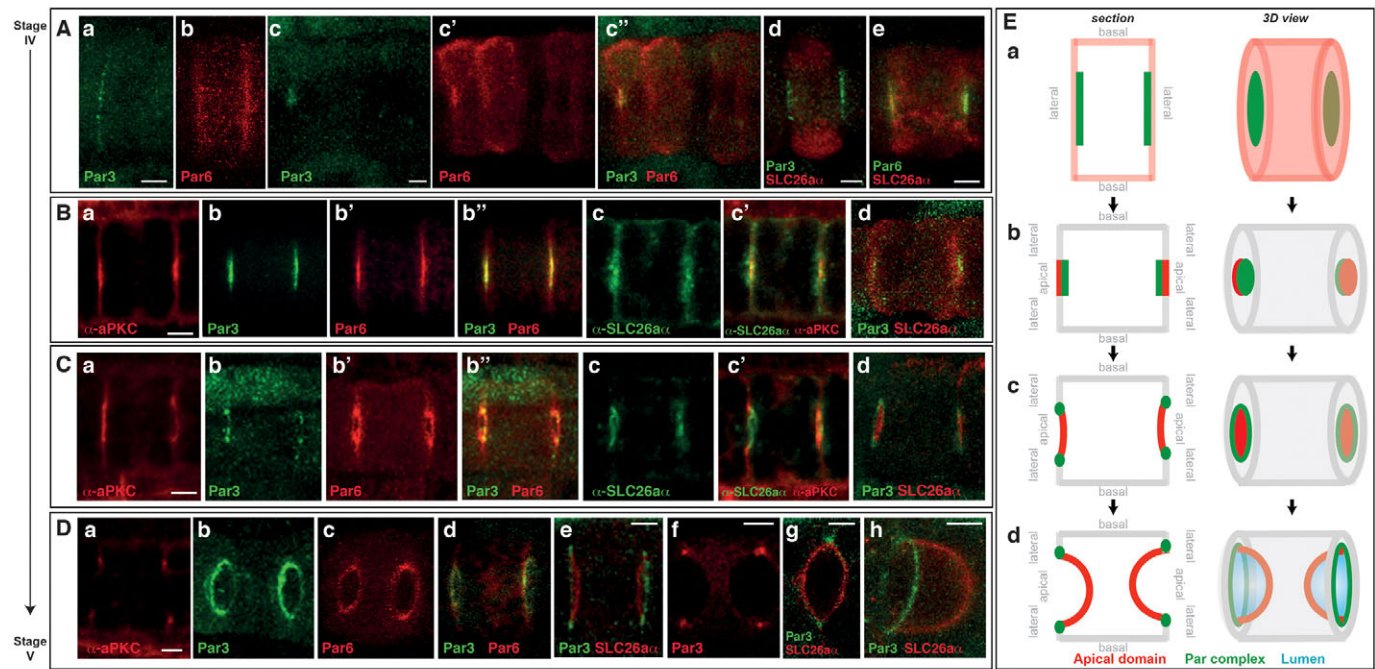 Stage
IV
Stage
V
A
a
b
c
c'
c''
d
e
Par3
Par6
Par3
Par6
Par3 Par6
Par3
SLC26aα
Par6
SLC26aα
B
a
b
b'
b''
c
c'
d
α-aPKC
Par3
Par6
Par3 Par6
α-SLC26aα
α-SLC26aα α-aPKC
Par3 SLC26aα
C
a
b
b'
b''
c
c'
d
α-aPKC
Par3
Par6
Par3 Par6
α-SLC26aα
α-SLC26aα α-aPKC
Par3 SLC26aα
D
a
b
c
d
e
f
g
h
α-aPKC
Par3
Par6
Par3 Par6
Par3 SLC26aα
Par3
Par3
SLC26aα
Par3 SLC26aα
E
section
3D view
a
basal
lateral
lateral
basal
b
basal
lateral
apical
lateral
lateral
apical
lateral
basal
c
basal
lateral
apical
lateral
lateral
apical
lateral
basal
d
basal
lateral
apical
lateral
lateral
apical
lateral
basal
Apical domain Par complex Lumen